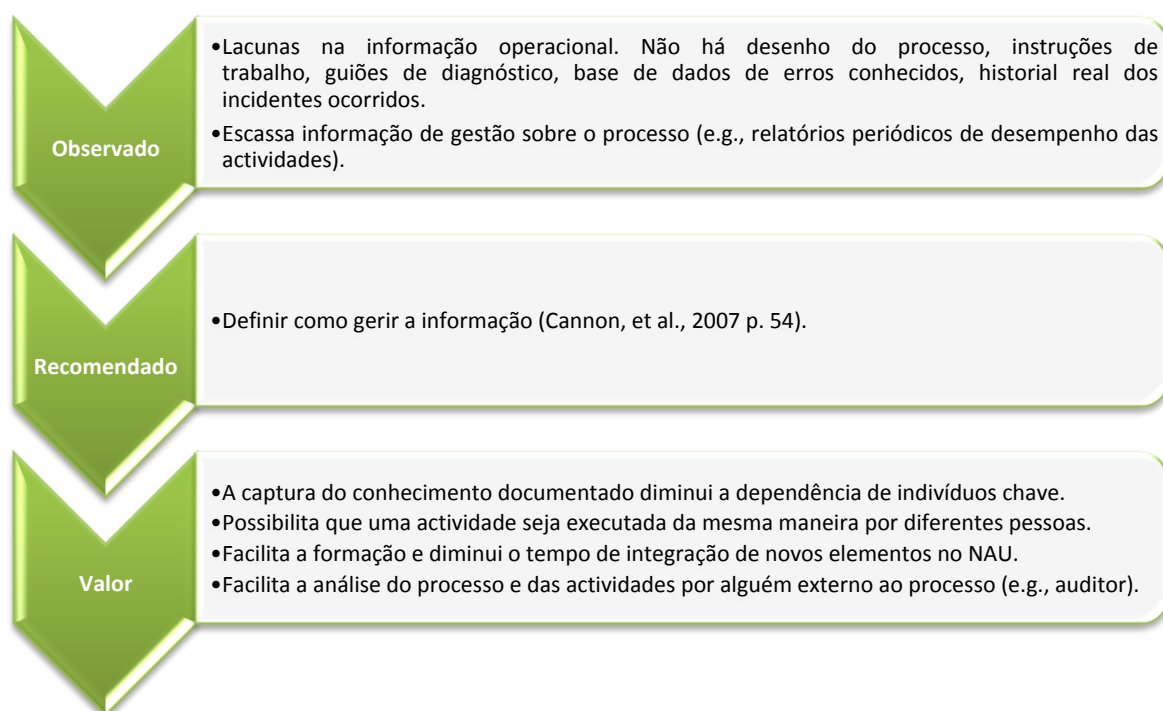 Observado
•Lacunas na informação operacional. Não há desenho do processo, instruções de
trabalho, guiões de diagnóstico, base de dados de erros conhecidos, historial real dos
incidentes ocorridos.
•Escassa informação de gestão sobre o processo (e.g., relatórios periódicos de desempenho das
actividades).
Recomendado
•Definir como gerir a informação (Cannon, et al., 2007 p. 54).
Valor
•A captura do conhecimento documentado diminui a dependência de indivíduos chave.
•Possibilita que uma actividade seja executada da mesma maneira por diferentes pessoas.
•Facilita a formação e diminui o tempo de integração de novos elementos no NAU.
•Facilita a análise do processo e das actividades por alguém externo ao processo (e.g., auditor).